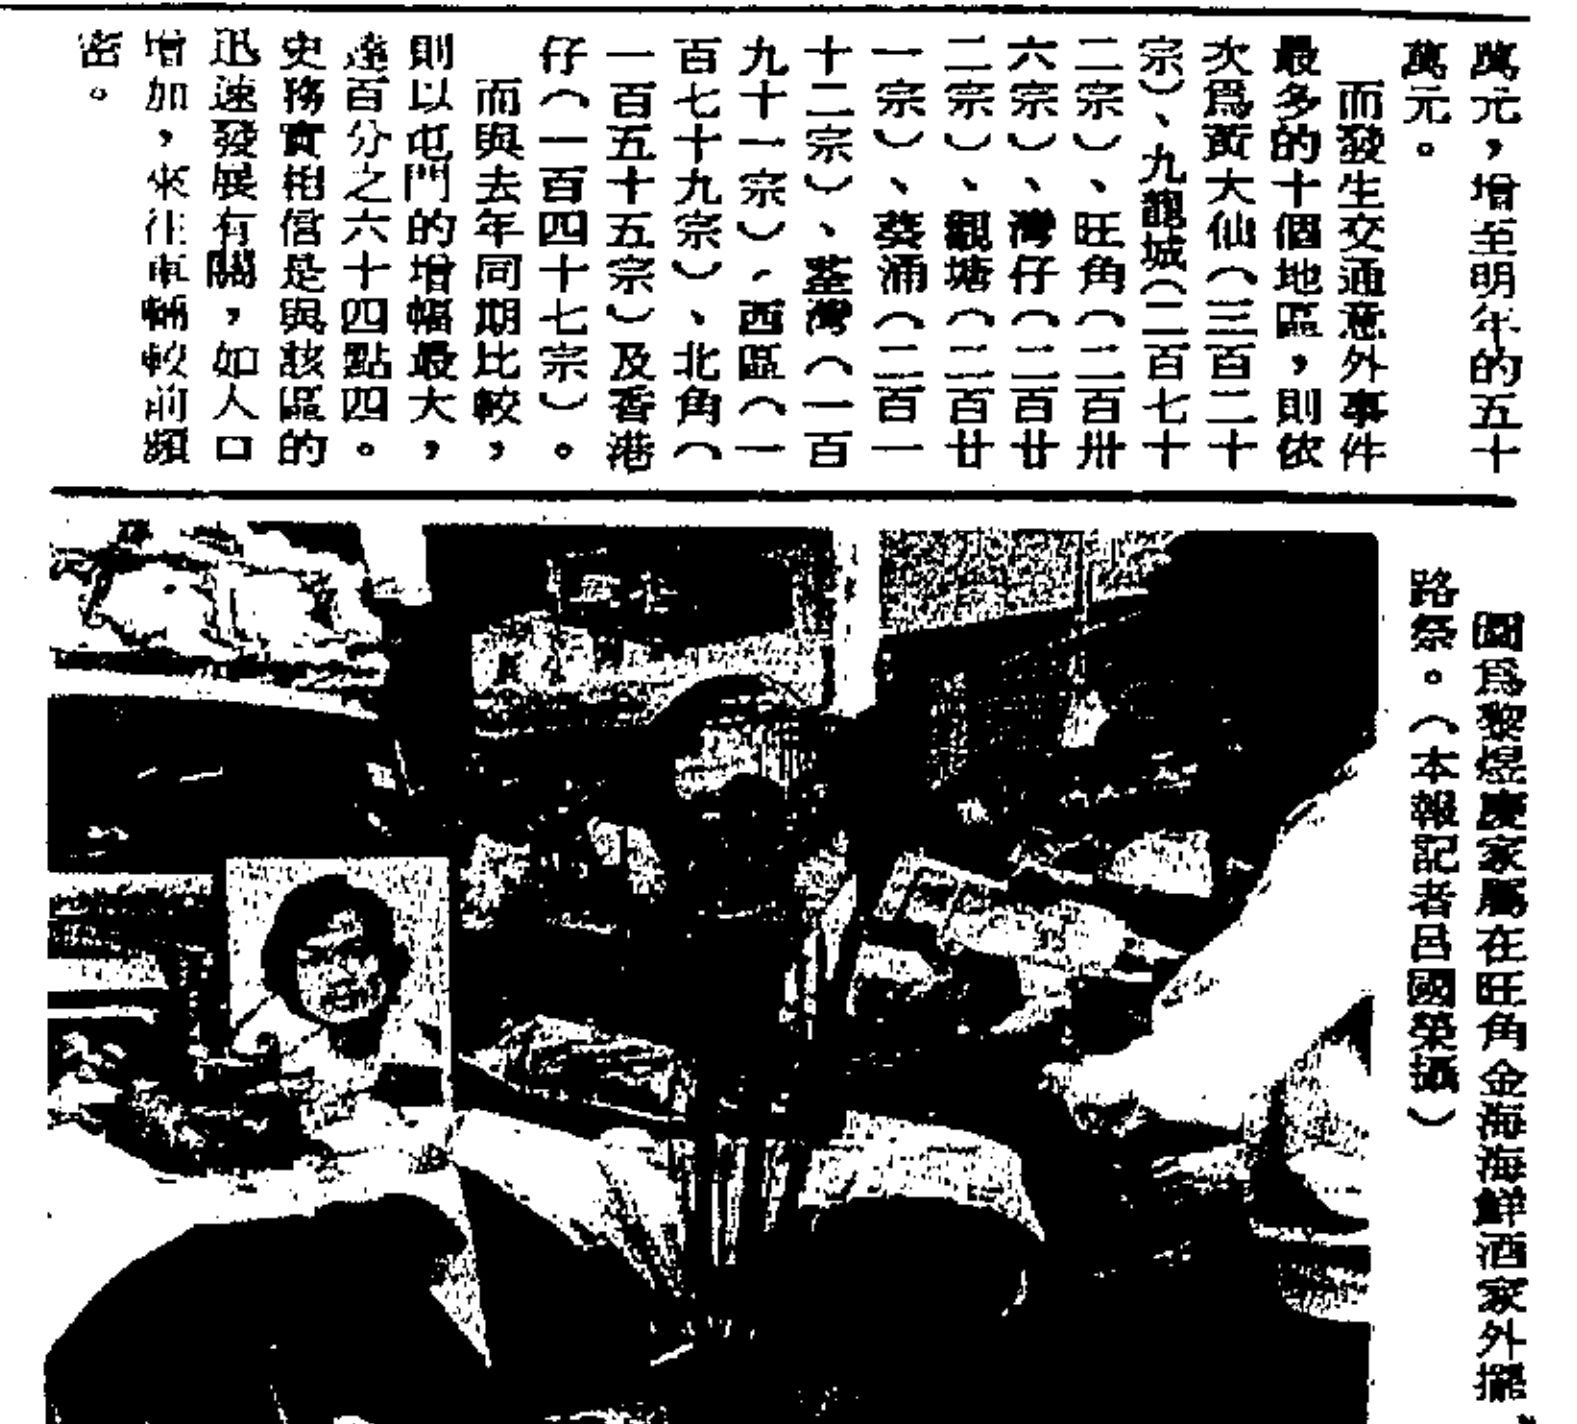 萬元，增至明年的五十
萬元。
而發生交通意外事件
最多的十個地區，則依
次爲黃大仙（三百二十
宗）、九龍城（二百七十
二宗）、旺角（二百卅
六宗）、灣仔（二百廿
二宗）、觀塘（二百廿
一宗）、葵涌（二百一
十二宗）、荃灣（一百
九十一宗）、西區（一
百七十九宗）、北角（
一百五十五宗）及香港
仔（一百四十七宗）。
而與去年同期比較，
則以屯門的增幅最大，
達百分之六十四點四。
史務實相信是與該區的
迅速發展有關，如人口
增加，來往車輛較前頻
密。
圖爲黎煜慶家屬在旺角金海海鮮酒家外擺
路祭。（本報記者呂國榮攝）